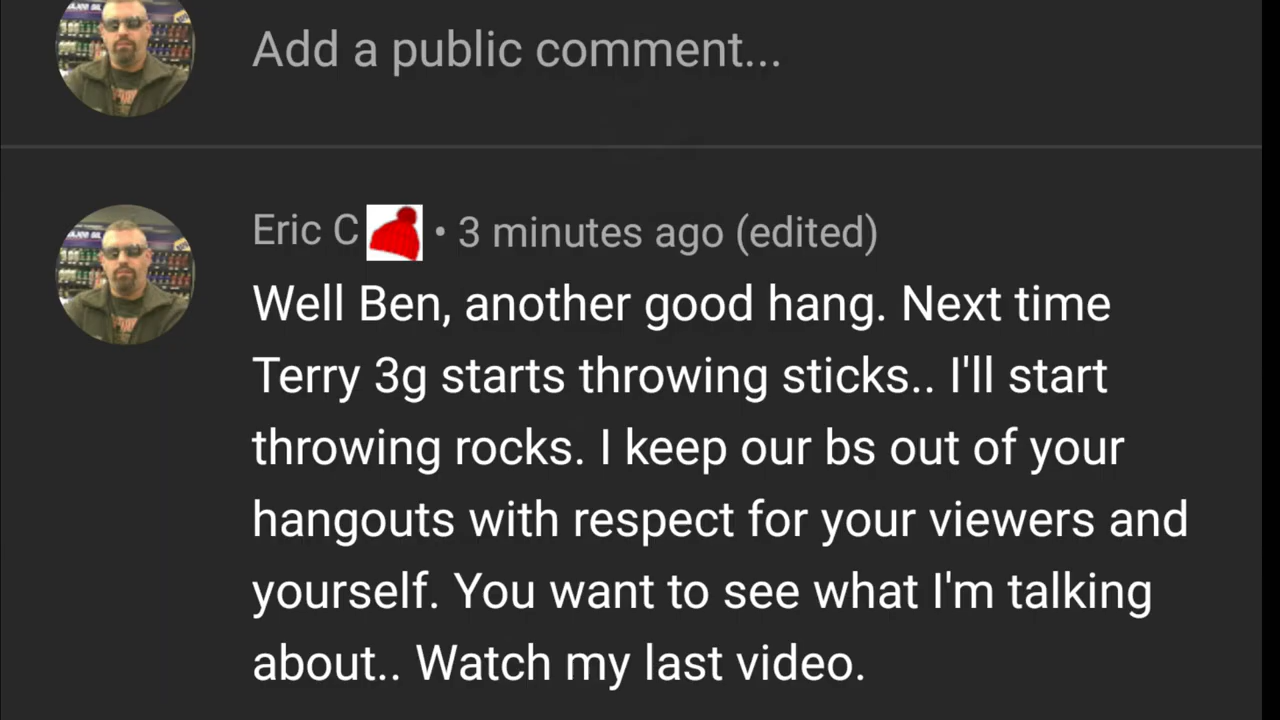 Add a public comment...
Eric C • 3 minutes ago (edited)
Well Ben, another good hang. Next time
Terry 3g starts throwing sticks.. I'll start
throwing rocks. I keep our bs out of your
hangouts with respect for your viewers and
yourself. You want to see what I'm talking
about.. Watch my last video.